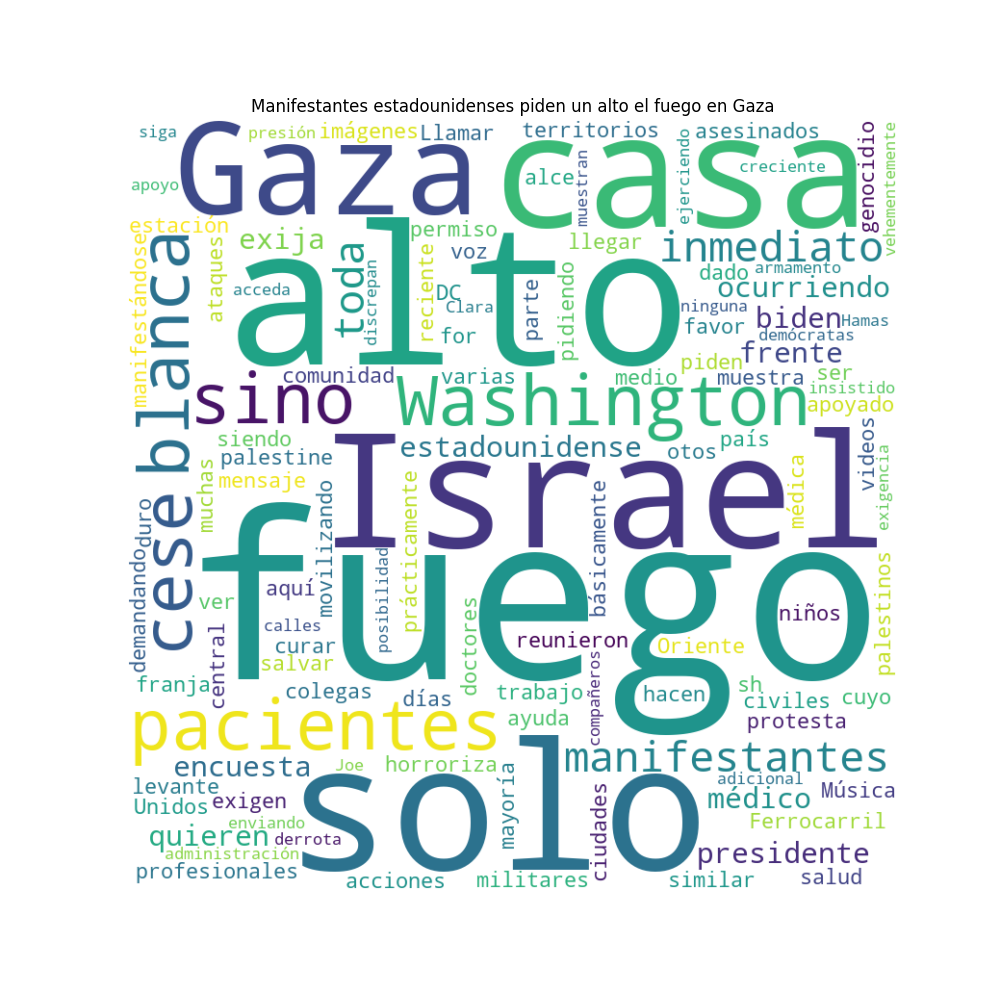 Manifestantes estadounidenses piden un alto el fuego en Gaza
siga
presión
imágenes
Llamar
territorios
asesinados
genocidio
vehementemente
Gaza
casa
apoyo
alce
muestran
ejerciendo
creciente
estación
permiso
exija
toda
alto
voz
llegar
inmediato
manifestándose
blanca
ataques
acceda
discrepan
reciente
DC
Clara
for
parte
pidiendo
dado
armamento
ocurriendo
ninguna
favor
biden
Hamas
demócratas
frente
sino
comunidad
varias
Washington
medio
piden
muestra
ser
insistido
apoyado
siendo
estadounidense
otos
país
videos
exigencia
palestine
mensaje
muchas
Israel
médica
cese
duro
demandando
movilizando
prácticamente
básicamente
posibilidad
fuego
ver
aquí
calles
curar
salvar
central
doctores
reunieron
compañeros
Oriente
niños
palestinos
franja
colegas
días
trabajo
hacen
sh
civiles
cuyo
pacientes
ayuda
protesta
manifestantes
encuesta
Joe
horroriza
mayoría
ciudades
adicional
levante
Unidos
exigen
solo
médico
Música
enviando
quieren
derrota
Ferrocarril
administración
presidente
profesionales
acciones
militares
similar
salud